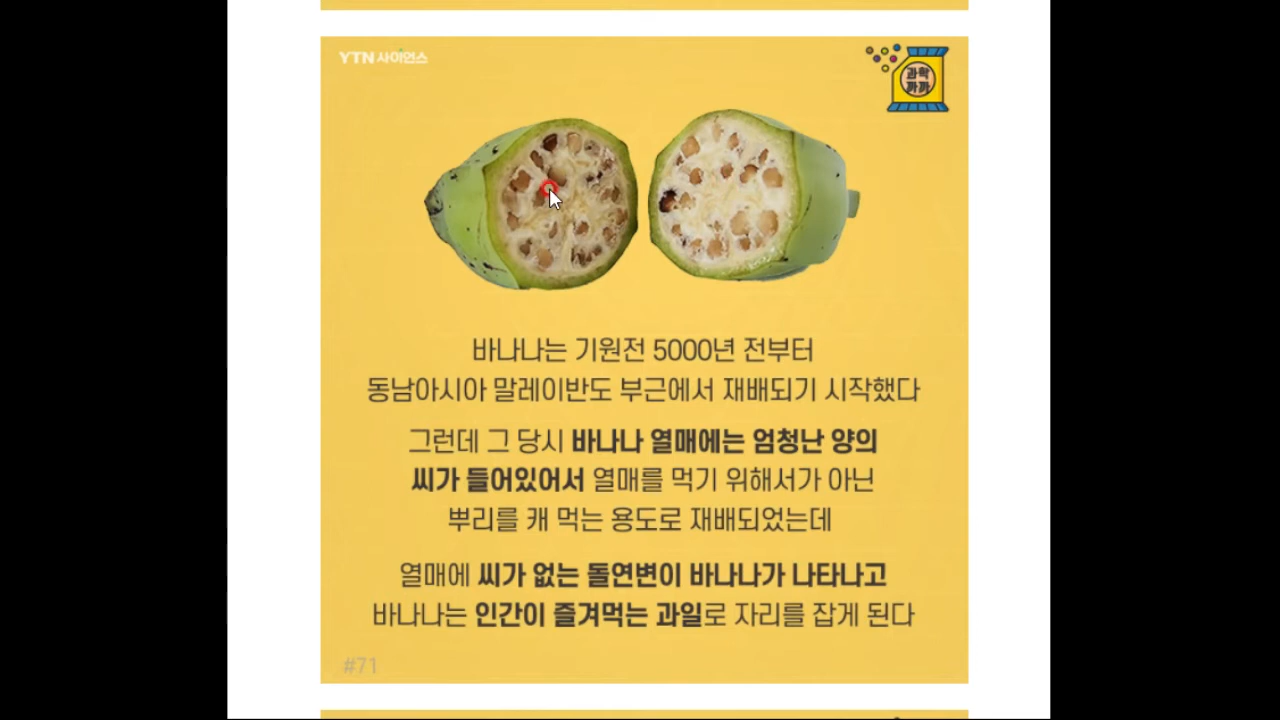 YTN 사이언스
과학
까까
바나나는 기원전 5000년 전부터
동남아시아 말레이반도 부근에서 재배되기 시작했다
그런데 그 당시 바나나 열매에는 엄청난 양의
씨가 들어있어서 열매를 먹기 위해서가 아닌
뿌리를 캐 먹는 용도로 재배되었는데
열매에 씨가 없는 돌연변이 바나나가 나타나고
바나나는 인간이 즐겨먹는 과일로 자리를 잡게 된다
#71